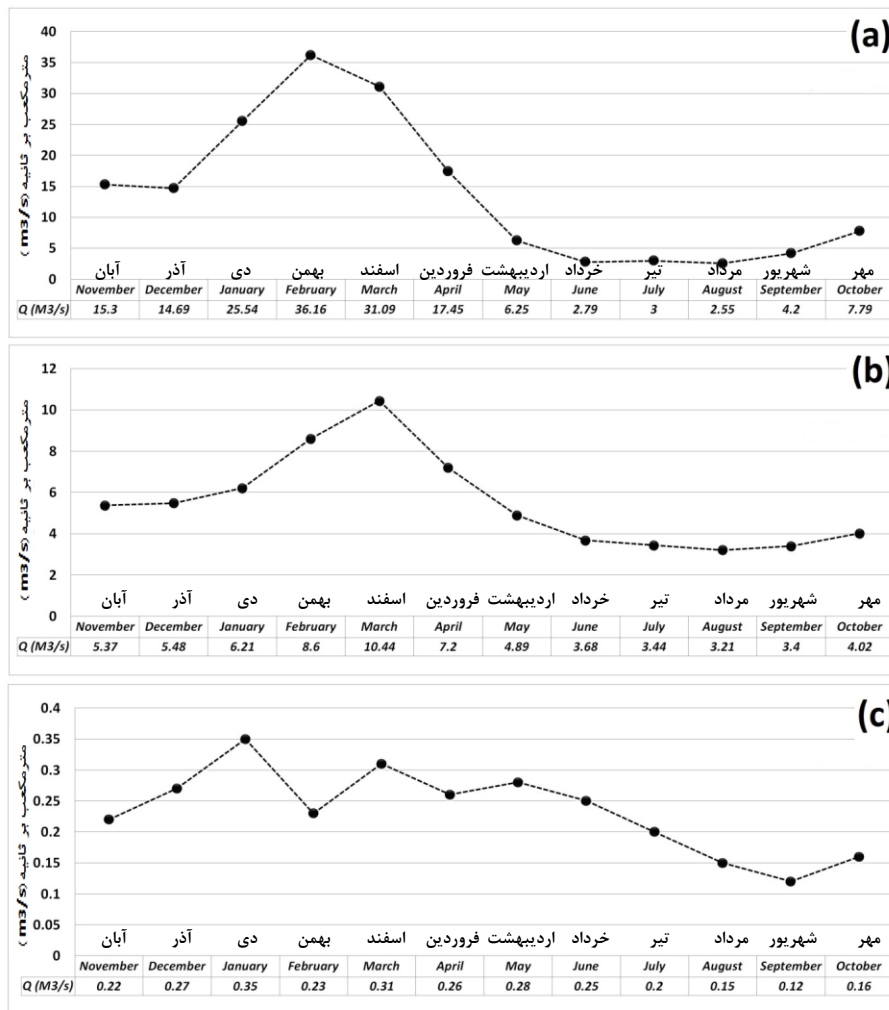 (a)
مترمکعب بر ثانیه (m3/s)
40
35
30
25
20
15
10
5
0
آبان آذر دی بهمن اسفند فروردین اردیبهشت خرداد تیر مرداد شهریور مهر
November December January February March April May June July August September October
Q (M3/s) 15.3 14.69 25.54 36.16 31.09 17.45 6.25 2.79 3 2.55 4.2 7.79
(b)
مترمکعب بر ثانیه (m3/s)
12
10
8
6
4
2
0
آبان آذر دی بهمن اسفند فروردین اردیبهشت خرداد تیر مرداد شهریور مهر
November December January February March April May June July August September October
Q (M3/s) 5.37 5.48 6.21 8.6 10.44 7.2 4.89 3.68 3.44 3.21 3.4 4.02
(c)
مترمکعب بر ثانیه (m3/s)
0.4
0.35
0.3
0.25
0.2
0.15
0.1
0.05
0
آبان آذر دی بهمن اسفند فروردین اردیبهشت خرداد تیر مرداد شهریور مهر
November December January February March April May June July August September October
Q (M3/s) 0.22 0.27 0.35 0.23 0.31 0.26 0.28 0.25 0.2 0.15 0.12 0.16